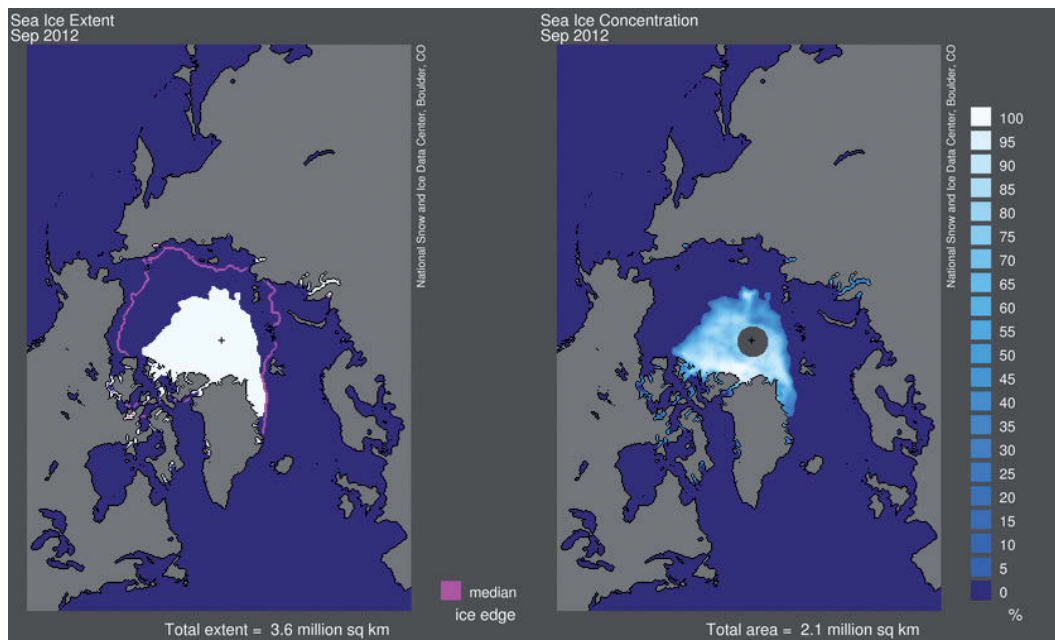 Sea Ice Extent
Sep 2012
National Snow and Ice Data Center, Boulder, CO
median
ice edge
Total extent = 3.6 million sq km
Sea Ice Concentration
Sep 2012
National Snow and Ice Data Center, Boulder, CO
100
95
90
85
80
75
70
65
60
55
50
45
40
35
30
25
20
15
10
5
0
%
Total area = 2.1 million sq km